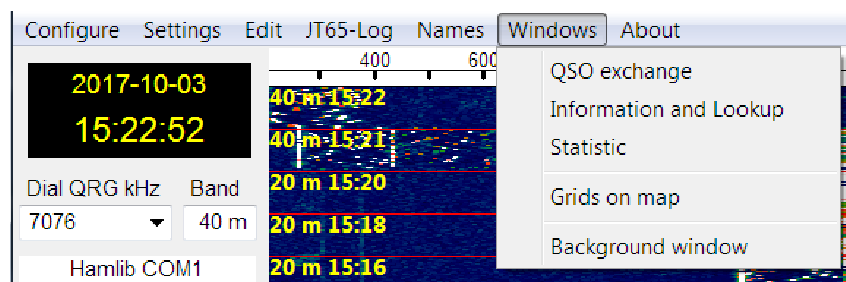 Configure Settings Edit JT65-Log Names Windows About
400 600
2017-10-03
15:22:52
Dial QRG kHz Band
7076 40 m
Hamlib COM1
40 m 15:22
40 m 15:21
20 m 15:20
20 m 15:18
20 m 15:16
QSO exchange
Information and Lookup
Statistic
Grids on map
Background window